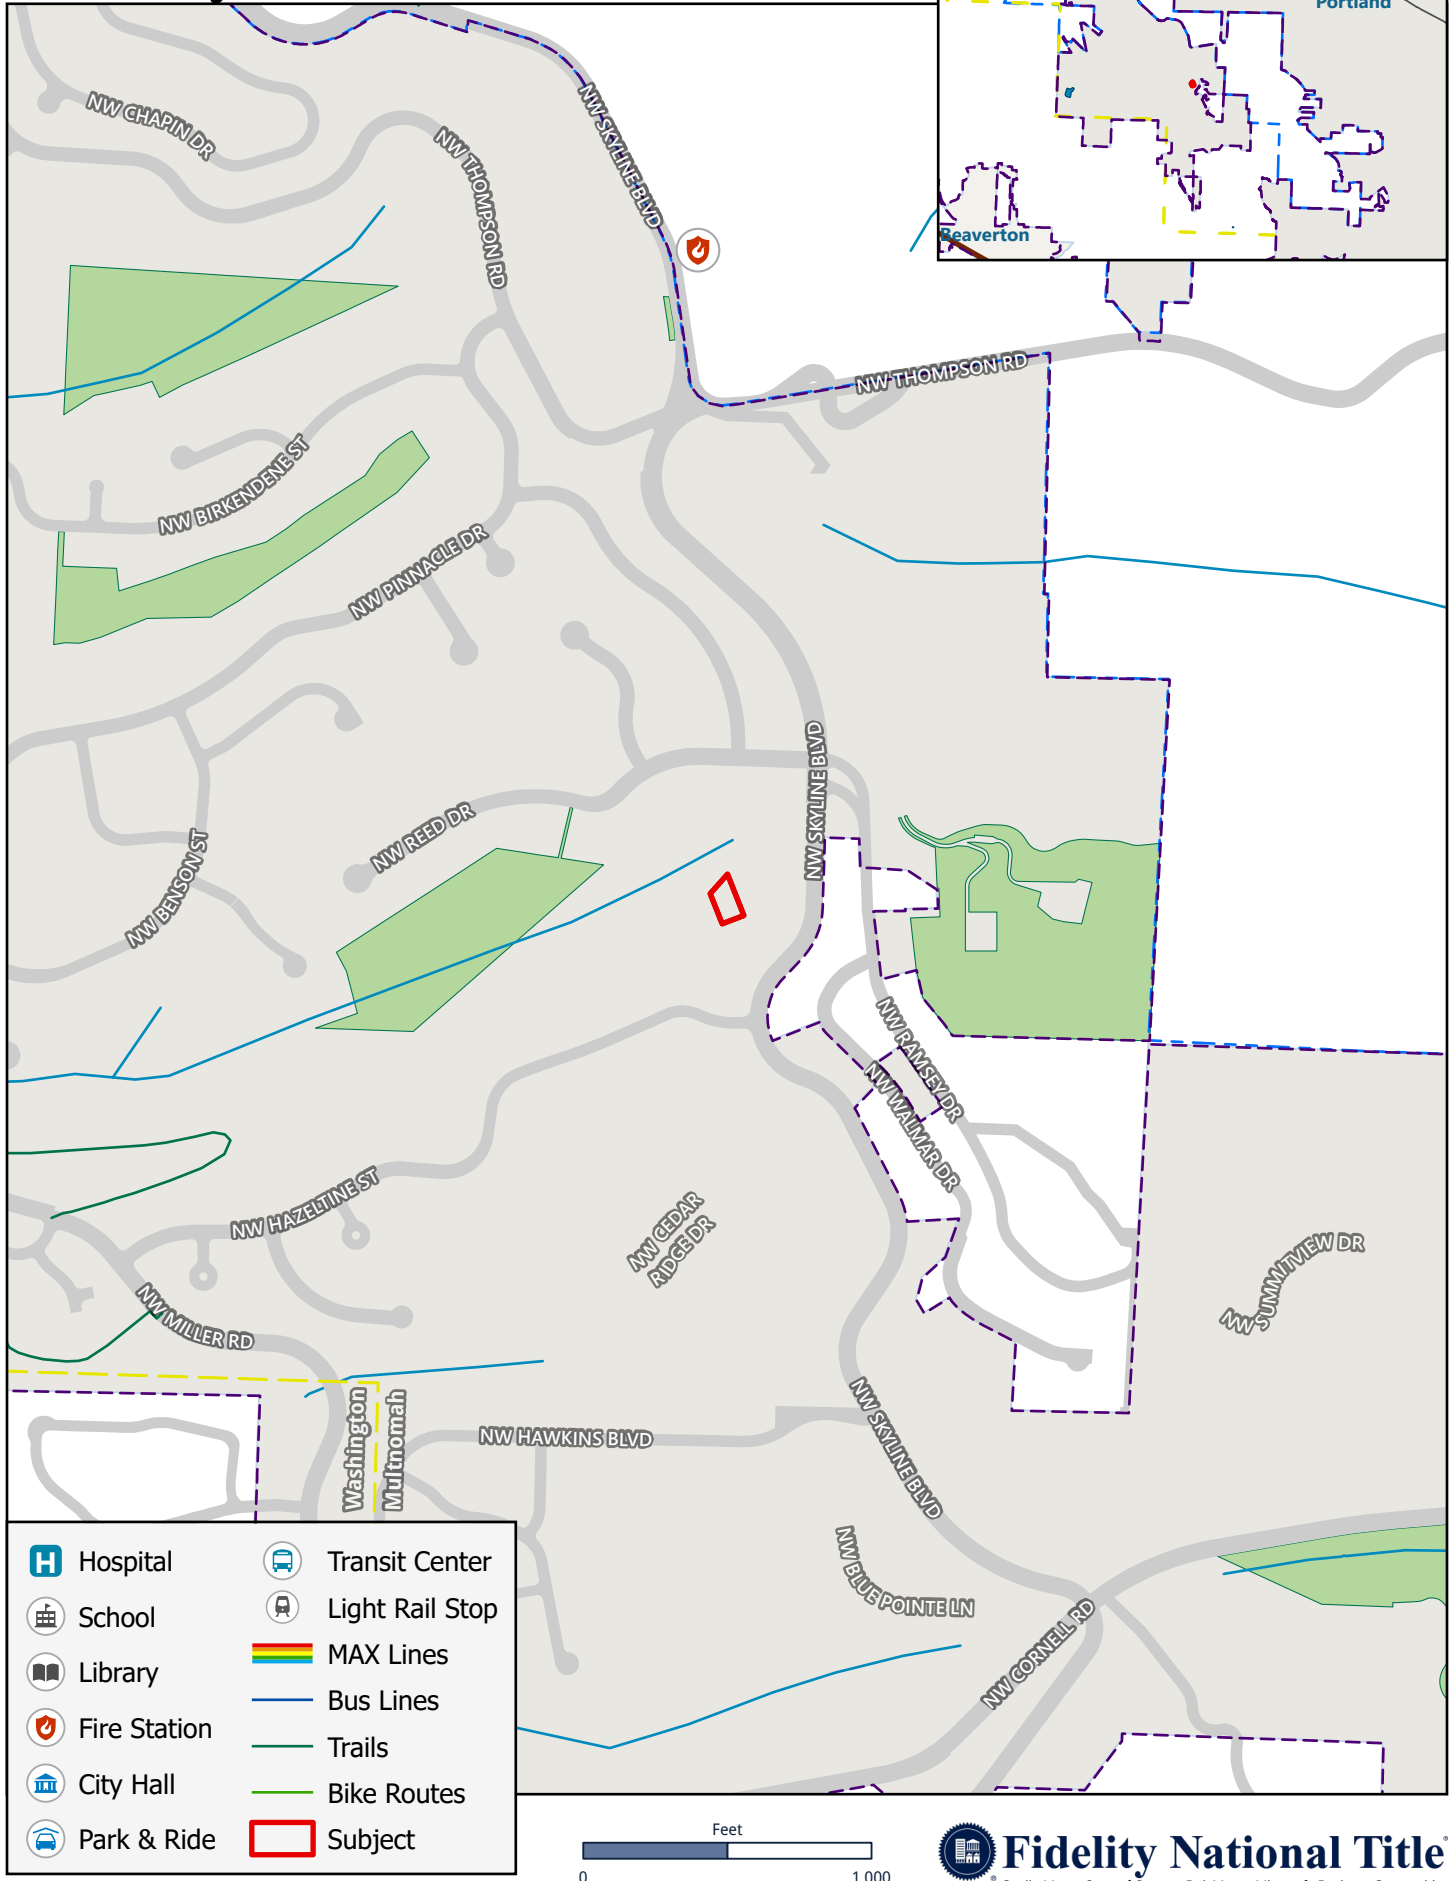 Portland
Beaverton
NW CHAPIN DR
NW THOMPSON RD
NW SKYLINE BLVD
NW THOMPSON RD
NW BIRKENDENE ST
NW PINNACLE DR
NW SKYLINE BLVD
NW REED DR
NW BENSON ST
NW RAMSEY DR
NW WALMAR DR
NW HAZELTINE ST
NW CEDAR
RIDGE DR
NW SUMMITVIEW DR
NW MILLER RD
Washington
Multnomah
NW HAWKINS BLVD
NW SKYLINE BLVD
NW BLUE POINTE LN
NW CORNELL RD
H Hospital
School
Library
Fire Station
City Hall
Park & Ride
Transit Center
Light Rail Stop
MAX Lines
Bus Lines
Trails
Bike Routes
Subject
Feet
0 1,000
Fidelity National Title®